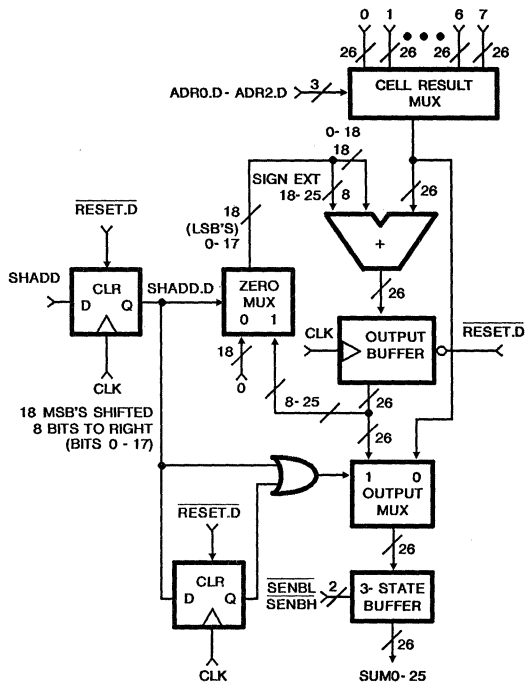 0 1 6 7
26 26 26 26
CELL RESULT
MUX
ADR0.D - ADR2.D
3
0- 18
18
SIGN EXT
18-25
8
26
18
(LSB'S)
0-17
+
26
RESET.D
SHADD
CLR
D Q
CLK
SHADD.D
ZERO
MUX
0 1
18
0
CLK
OUTPUT
BUFFER
RESET.D
26
8-25
26
18 MSB'S SHIFTED
8 BITS TO RIGHT
(BITS 0 - 17)
1 0
OUTPUT
MUX
26
RESET.D
CLR
D Q
CLK
SENBL
SENBH
2
3- STATE
BUFFER
26
SUM0- 25